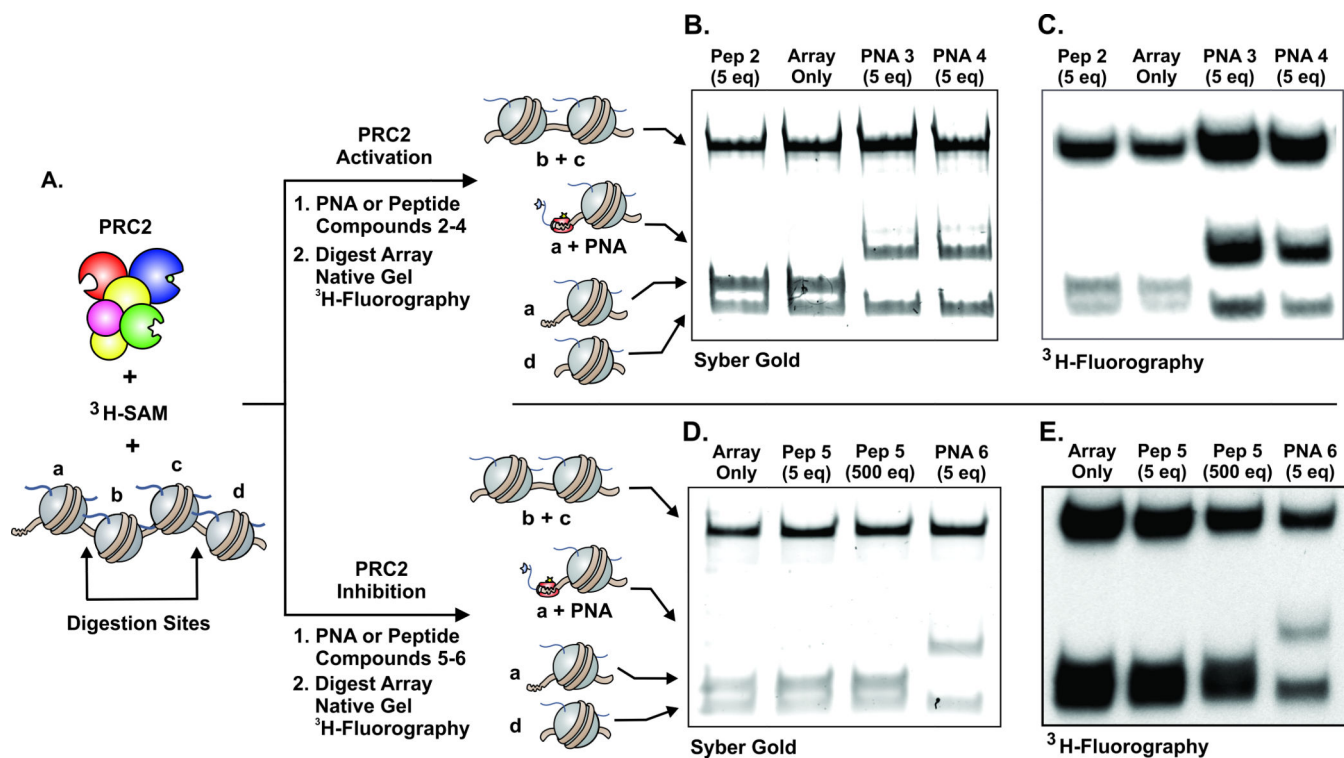 A.
PRC2
+
³H-SAM
+
a
b
c
d
Digestion Sites
PRC2
Activation
1. PNA or Peptide
Compounds 2-4
2. Digest Array
Native Gel
³H-Fluorography
b + c
a + PNA
a
d
B.
Pep 2
(5 eq)
Array
Only
PNA 3
(5 eq)
PNA 4
(5 eq)
Syber Gold
C.
Pep 2
(5 eq)
Array
Only
PNA 3
(5 eq)
PNA 4
(5 eq)
³H-Fluorography
PRC2
Inhibition
1. PNA or Peptide
Compounds 5-6
2. Digest Array
Native Gel
³H-Fluorography
b + c
a + PNA
a
d
D.
Array
Only
Pep 5
(5 eq)
Pep 5
(500 eq)
PNA 6
(5 eq)
Syber Gold
E.
Array
Only
Pep 5
(5 eq)
Pep 5
(500 eq)
PNA 6
(5 eq)
³H-Fluorography